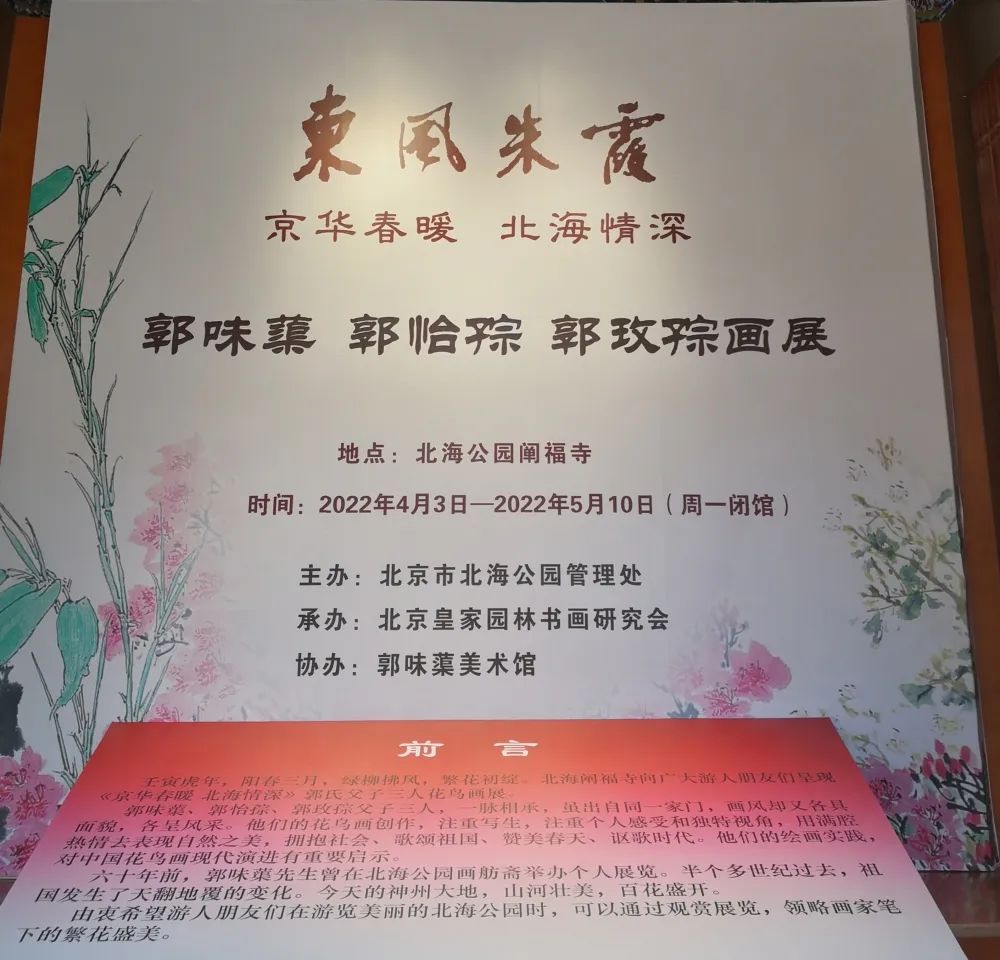 東風朱霞
京华春暖 北海情深
郭味蕖 郭怡孮 郭玫孮画展
地点：北海公园阐福寺
时间：2022年4月3日—2022年5月10日（周一闭馆）
主办：北京市北海公园管理处
承办：北京皇家园林书画研究会
协办：郭味蕖美术馆
前 言
壬寅虎年，阳春三月，绿柳拂风，繁花初绽。北海阐福寺向广大游人朋友们呈现
《京华春暖 北海情深》郭氏父子三人花鸟画展。
郭味蕖、郭怡孮、郭玫孮父子三人，一脉相承，虽出自同一家门，画风却又各具
面貌，各呈风采。他们的花鸟画创作，注重写生，注重个人感受和独特视角，用满腔
热情去表现自然之美，拥抱社会、歌颂祖国、赞美春天、讴歌时代。他们的绘画实践，
对中国花鸟画现代演进有重要启示。
六十年前，郭味蕖先生曾在北海公园画舫斋举办个人展览。半个多世纪过去，祖
国发生了天翻地覆的变化。今天的神州大地，山河壮美，百花盛开。
由衷希望游人朋友们在游览美丽的北海公园时，可以通过观赏展览，领略画家笔
下的繁花盛美。